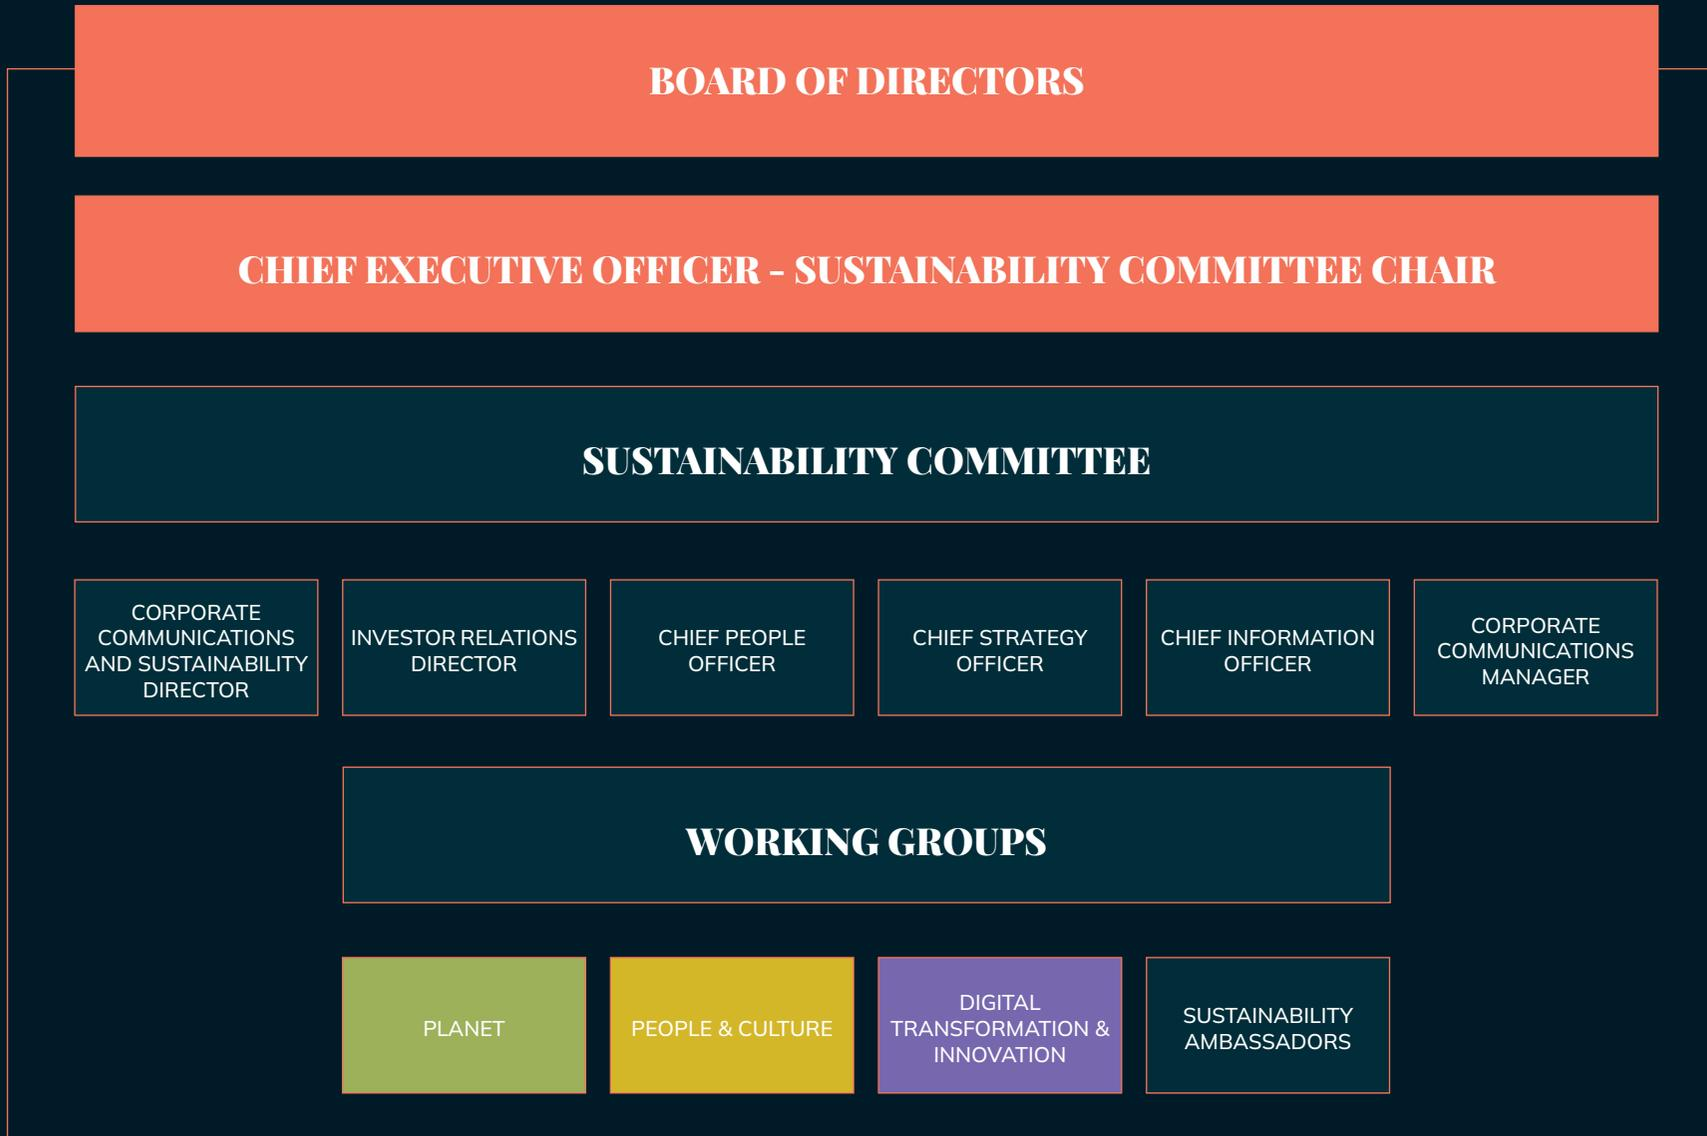 BOARD OF DIRECTORS
CHIEF EXECUTIVE OFFICER - SUSTAINABILITY COMMITTEE CHAIR
SUSTAINABILITY COMMITTEE
CORPORATE
COMMUNICATIONS
AND SUSTAINABILITY
DIRECTOR
INVESTOR RELATIONS
DIRECTOR
CHIEF PEOPLE
OFFICER
CHIEF STRATEGY
OFFICER
CHIEF INFORMATION
OFFICER
CORPORATE
COMMUNICATIONS
MANAGER
WORKING GROUPS
PLANET
PEOPLE & CULTURE
DIGITAL
TRANSFORMATION &
INNOVATION
SUSTAINABILITY
AMBASSADORS